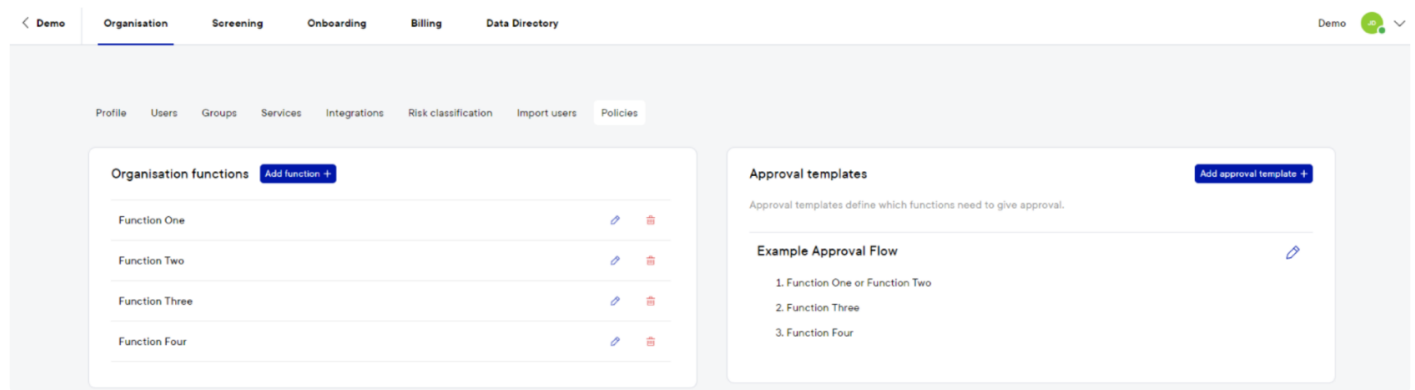 Demo Organisation Screening Onboarding Billing Data Directory Demo JD
Profile Users Groups Services Integrations Risk classification Import users Policies
Organisation functions Add function +
Function One
Function Two
Function Three
Function Four
Approval templates Add approval template +
Approval templates define which functions need to give approval.
Example Approval Flow
1. Function One or Function Two
2. Function Three
3. Function Four